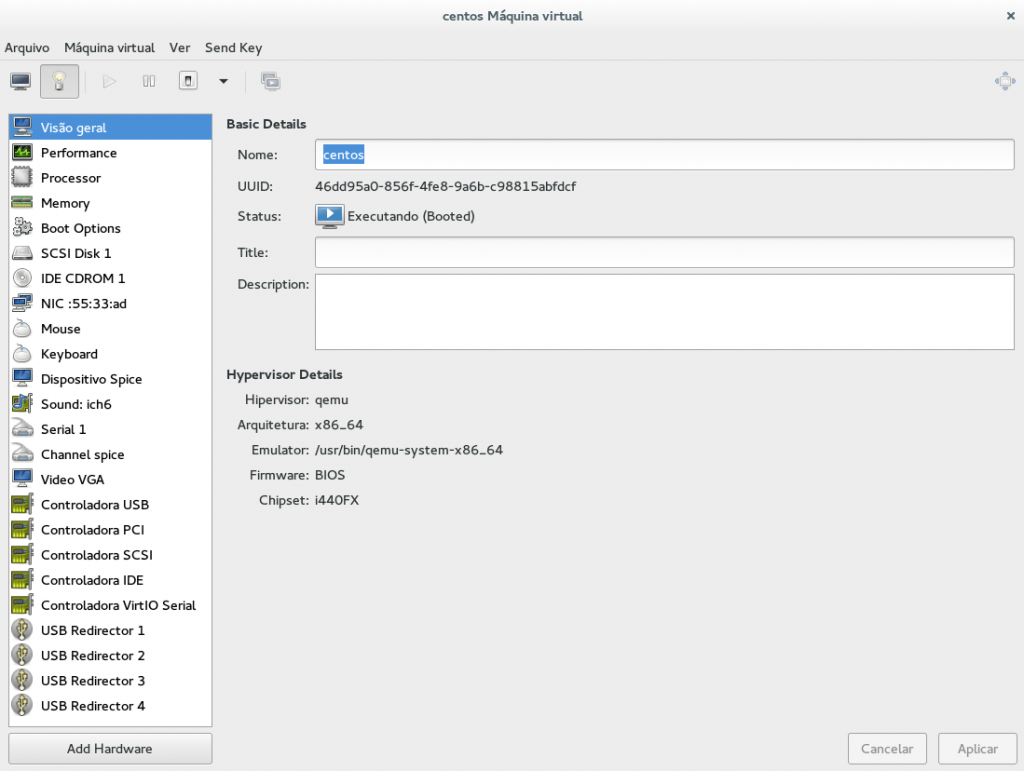 centos Máquina virtual
Arquivo Máquina virtual Ver Send Key
Visão geral
Performance
Processor
Memory
Boot Options
SCSI Disk 1
IDE CDROM 1
NIC :55:33:ad
Mouse
Keyboard
Dispositivo Spice
Sound: ich6
Serial 1
Channel spice
Video VGA
Controladora USB
Controladora PCI
Controladora SCSI
Controladora IDE
Controladora VirtIO Serial
USB Redirector 1
USB Redirector 2
USB Redirector 3
USB Redirector 4
Add Hardware
Basic Details
Nome: centos
UUID: 46dd95a0-856f-4fe8-9a6b-c98815abfdcf
Status: Executando (Booted)
Title:
Description:
Hypervisor Details
Hipervisor: qemu
Arquitetura: x86_64
Emulator: /usr/bin/qemu-system-x86_64
Firmware: BIOS
Chipset: i440FX
Cancelar Aplicar